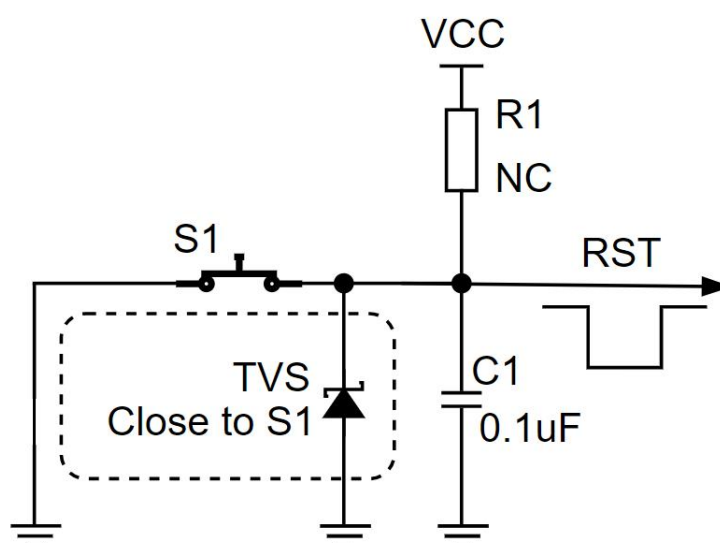 VCC
R1
NC
S1
RST
TVS
Close to S1
C1
0.1uF